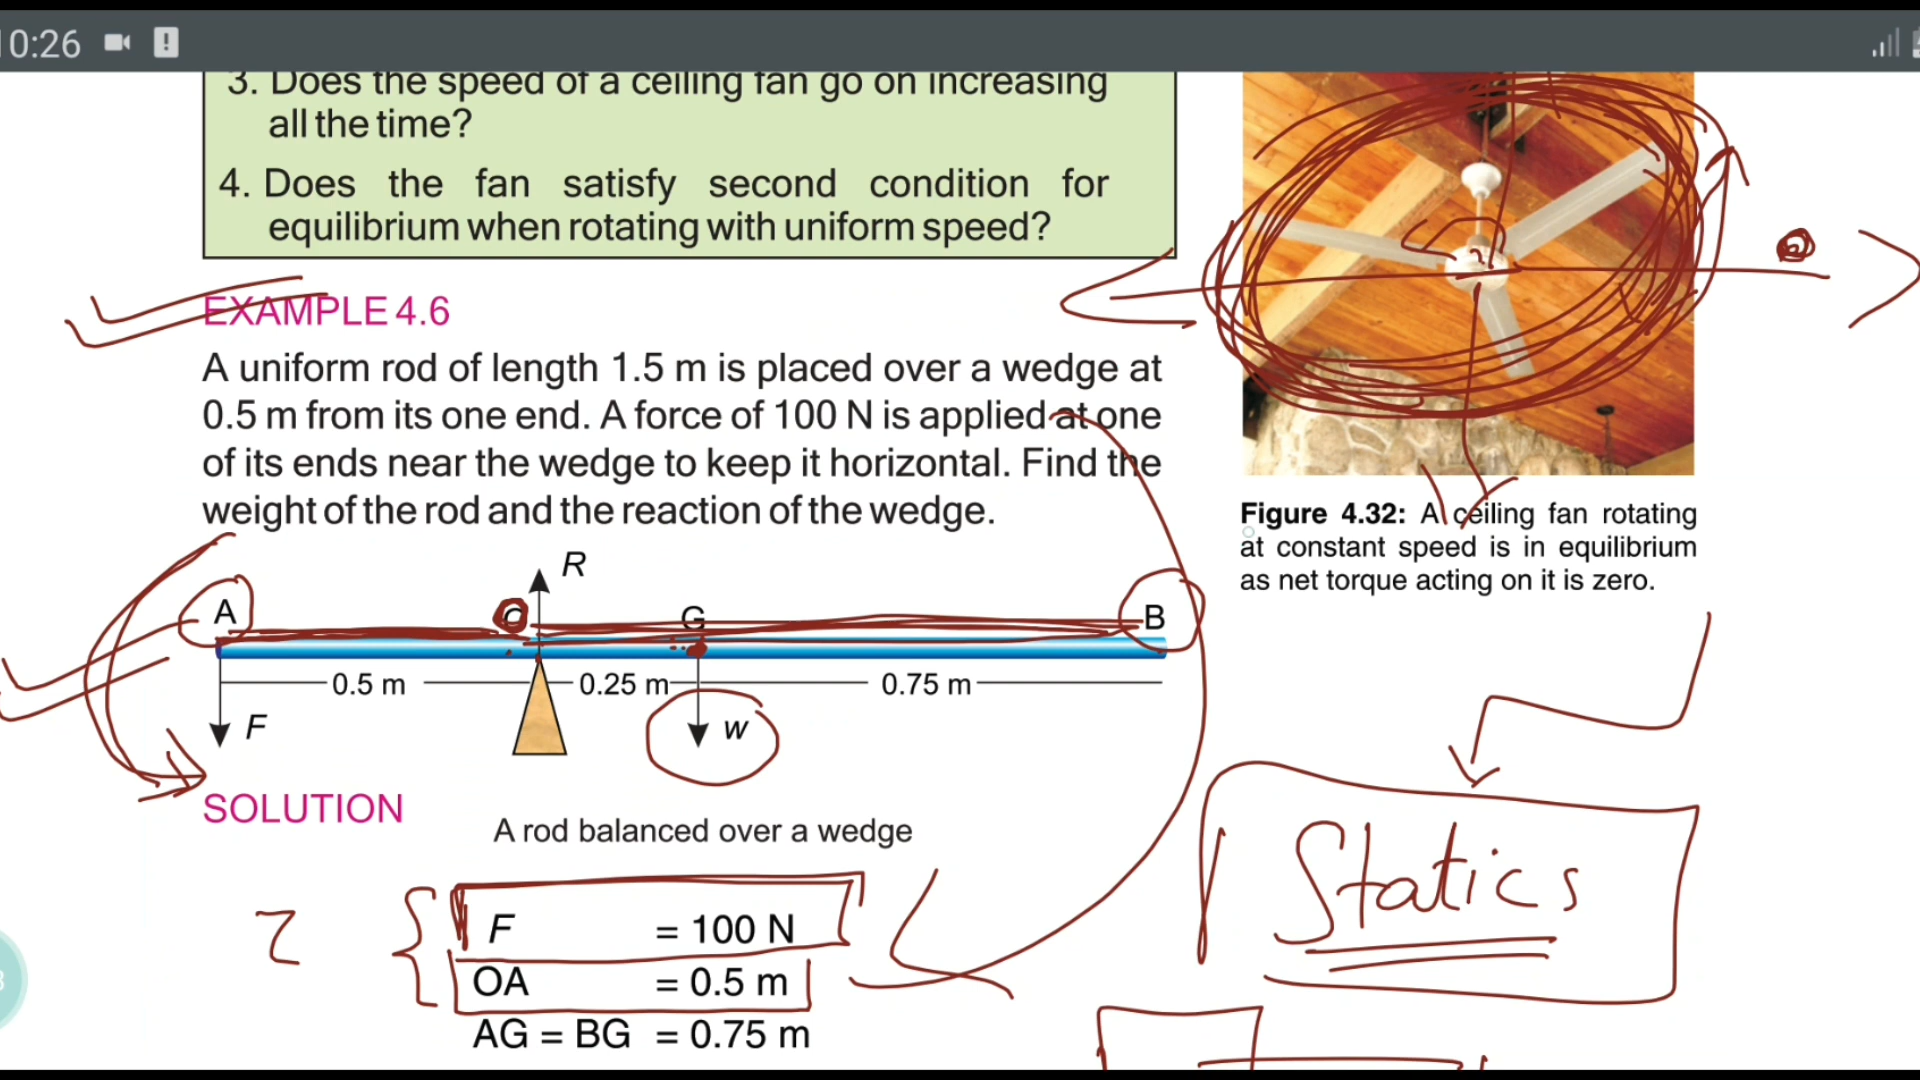 0:26
3. Does the speed of a ceiling fan go on increasing
all the time?
4. Does the fan satisfy second condition for
equilibrium when rotating with uniform speed?
EXAMPLE 4.6
A uniform rod of length 1.5 m is placed over a wedge at
0.5 m from its one end. A force of 100 N is applied at one
of its ends near the wedge to keep it horizontal. Find the
weight of the rod and the reaction of the wedge.
Figure 4.32: A ceiling fan rotating
at constant speed is in equilibrium
as net torque acting on it is zero.
R
A
O
G
B
0.5 m
0.25 m
0.75 m
F
w
SOLUTION
A rod balanced over a wedge
Statics
F = 100 N
OA = 0.5 m
AG = BG = 0.75 m